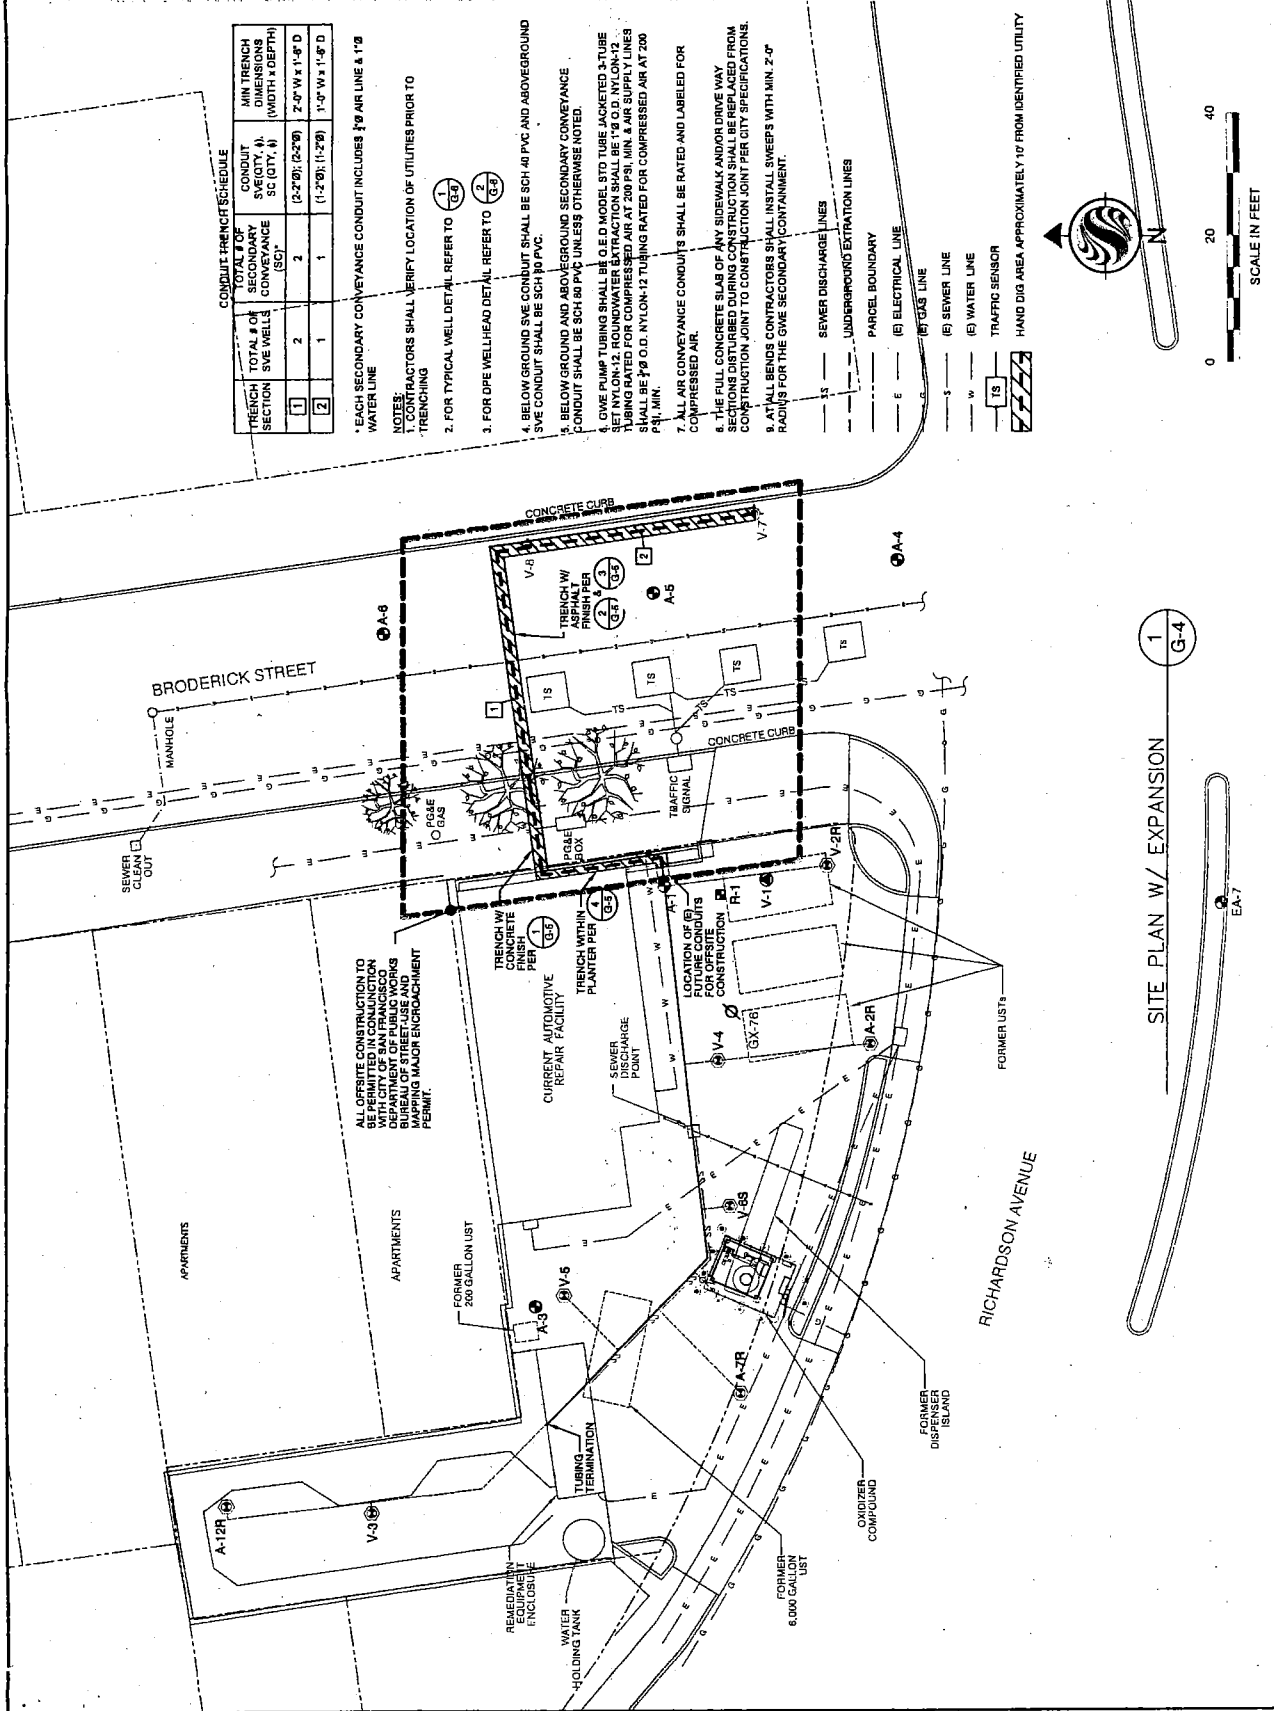 CONDUIT TRENCH SCHEDULE
TRENCH SECTION
TOTAL # OF SVE WELLS
TOTAL # OF SECONDARY CONVEYANCE (SC)*
CONDUIT SVE(QTY, ϕ), SC (QTY, ϕ)
MIN TRENCH DIMENSIONS (WIDTH x DEPTH)
1 2 2 (2-2"Ø); (2-2"Ø) 2'-0" W x 1'-6" D
2 1 1 (1-2"Ø); (1-2"Ø) 1'-0" W x 1'-6" D
WATER LINE
NOTES:
1. CONTRACTORS SHALL VERIFY LOCATION OF UTILITIES PRIOR TO
TRENCHING
2. FOR TYPICAL WELL DETAIL REFER TO 1 G-6
3. FOR DPE WELLHEAD DETAIL REFER TO 2 G-6
4. BELOW GROUND SVE CONDUIT SHALL BE SCH 40 PVC AND ABOVEGROUND
SVE CONDUIT SHALL BE SCH 80 PVC.
5. BELOW GROUND AND ABOVEGROUND SECONDARY CONVEYANCE
CONDUIT SHALL BE SCH 80 PVC UNLESS OTHERWISE NOTED.
6. GWE PUMP TUBING SHALL BE Q.E.D MODEL STD TUBE JACKETED 3-TUBE
SET NYLON-12. ROUNDWATER EXTRACTION SHALL BE 1"Ø O.D. NYLON-12
TUBING RATED FOR COMPRESSED AIR AT 200 PSI, MIN. & AIR SUPPLY LINES
O.D. NYLON-12 TUBING RATED FOR COMPRESSED AIR AT 200
PSI, MIN.
7. ALL AIR CONVEYANCE CONDUITS SHALL BE RATED AND LABELED FOR
COMPRESSED AIR.
8. THE FULL CONCRETE SLAB OF ANY SIDEWALK AND/OR DRIVE WAY
SECTIONS DISTURBED DURING CONSTRUCTION SHALL BE REPLACED FROM
CONSTRUCTION JOINT TO CONSTRUCTION JOINT PER CITY SPECIFICATIONS.
9. AT ALL BENDS CONTRACTORS SHALL INSTALL SWEEPS WITH MIN. 2'-0"
RADIUS FOR THE GWE SECONDARY CONTAINMENT.
SS SEWER DISCHARGE LINES
UNDERGROUND EXTRATION LINES
PARCEL BOUNDARY
E (E) ELECTRICAL LINE
G (E) GAS LINE
S (E) SEWER LINE
W (E) WATER LINE
TS TRAFFIC SENSOR
HAND DIG AREA APPROXIMATELY 10' FROM IDENTIFIED UTILITY
N
0 20 40
SCALE IN FEET
BRODERICK STREET
MANHOLE
SEWER
CLEAN
OUT
A-6
CONCRETE CURB
V-8
V-7
TRENCH W/
ASPHALT
FINISH PER
2 G-5 & 3 G-5
1
2
A-5
A-4
TS
TS
TS
TS
TS
TS
TS
CONCRETE CURB
PG&E
GAS
PG&E
BOX
TRAFFIC
SIGNAL
TRENCH W/
CONCRETE
FINISH
PER
1 G-5
TRENCH WITHIN
PLANTER PER
4 G-5
A-1
LOCATION OF (E)
FUTURE CONDUITS
FOR OFFSITE
CONSTRUCTION
R-1
V-1
V-2R
ALL OFFSITE CONSTRUCTION TO
BE PERMITTED IN CONJUNCTION
WITH CITY OF SAN FRANCISCO
DEPARTMENT OF PUBLIC WORKS
BUREAU OF STREET-USE AND
MAPPING MAJOR ENCROACHMENT
PERMIT.
CURRENT AUTOMOTIVE
REPAIR FACILITY
SEWER
DISCHARGE
POINT
GX-76
V-4
A-2R
FORMER USTs
APARTMENTS
APARTMENTS
FORMER
200 GALLON UST
A-3
V-5
V-6S
A-7R
FORMER
DISPENSER
ISLAND
OXIDIZER
COMPOUND
TUBING
TERMINATION
A-12R
V-3
REMEDIATION
EQUIPMENT
ENCLOSURE
WATER
HOLDING TANK
FORMER
6,000 GALLON
UST
RICHARDSON AVENUE
EA-7
SITE PLAN W/ EXPANSION
1
G-4